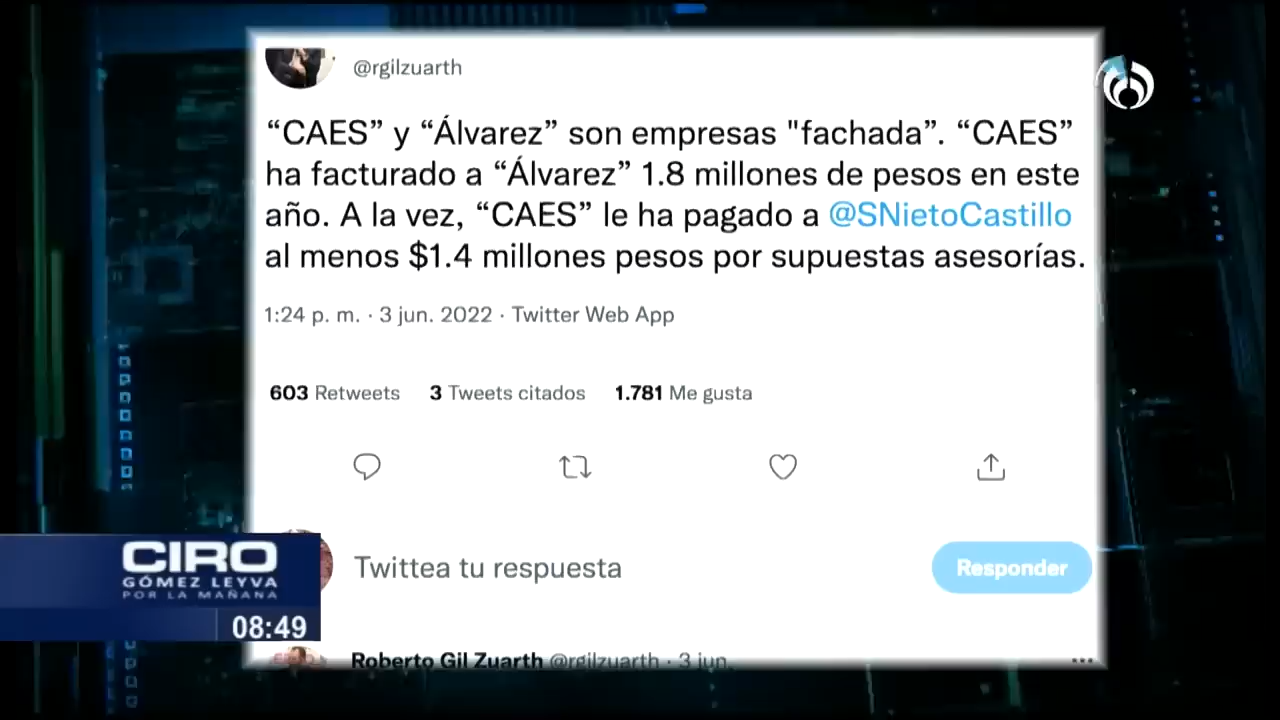 @rgilzuarth
“CAES” y “Álvarez” son empresas "fachada”. “CAES”
ha facturado a “Álvarez” 1.8 millones de pesos en este
año. A la vez, “CAES” le ha pagado a @SNietoCastillo
al menos $1.4 millones pesos por supuestas asesorías.
1:24 p. m. · 3 jun. 2022 · Twitter Web App
603 Retweets 3 Tweets citados 1.781 Me gusta
Twittea tu respuesta
Responder
CIRO
GÓMEZ LEYVA
POR LA MAÑANA
08:49
Roberto Gil Zuarth @rgilzuarth · 3 jun.